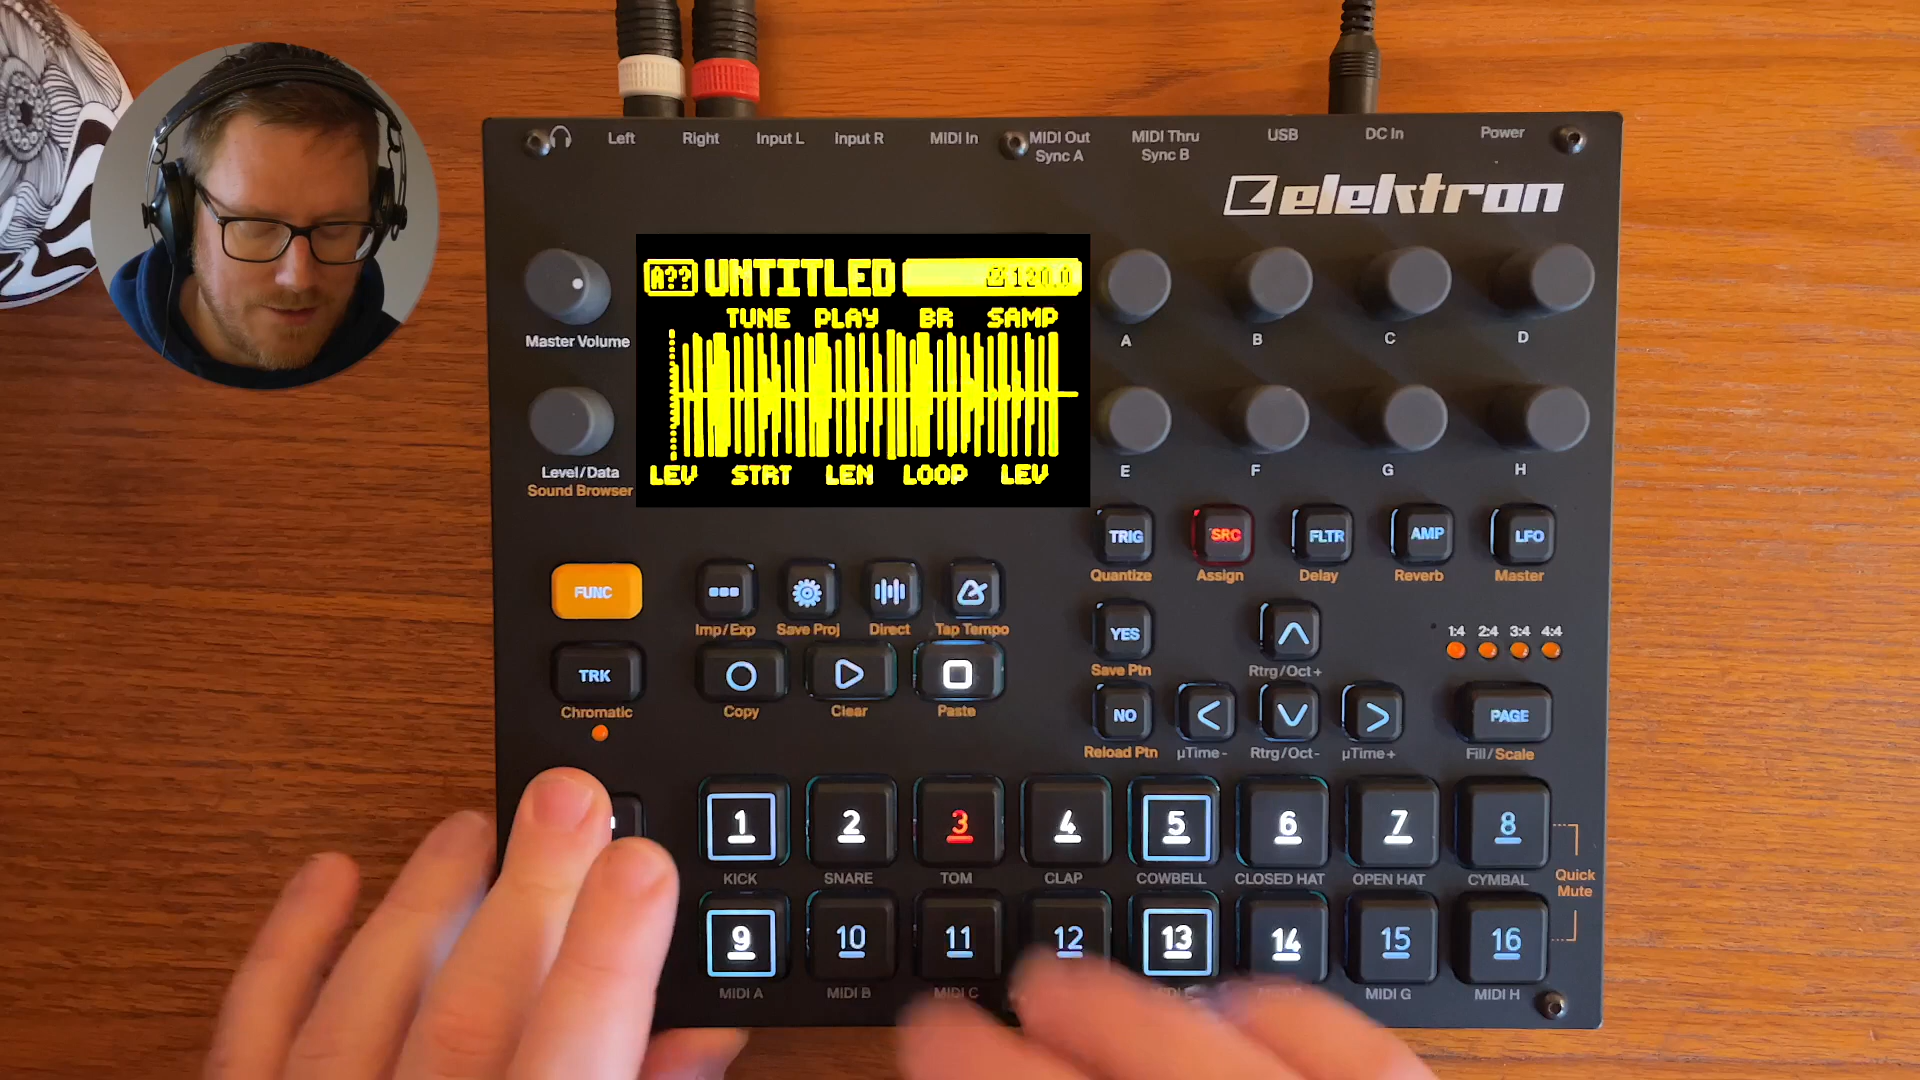 Left Right Input L Input R MIDI In MIDI Out MIDI Thru USB DC In Power
Sync A Sync B
elektron
A?? UNTITLED 120.0
TUNE PLAY BR SAMP
LEV STRT LEN LOOP LEV
Master Volume
Level/Data
Sound Browser
A B C D
E F G H
TRIG SRC FLTR AMP LFO
Quantize Assign Delay Reverb Master
FUNC
Imp/Exp Save Proj Direct Tap Tempo
YES
Save Ptn Rtrg/Oct+
1:4 2:4 3:4 4:4
TRK
Chromatic Copy Clear Paste
NO PAGE
Reload Ptn µTime- Rtrg/Oct- µTime+ Fill/Scale
1 2 3 4 5 6 7 8
KICK SNARE TOM CLAP COWBELL CLOSED HAT OPEN HAT CYMBAL
Quick
Mute
9 10 11 12 13 14 15 16
MIDI A MIDI B MIDI C MIDI G MIDI H